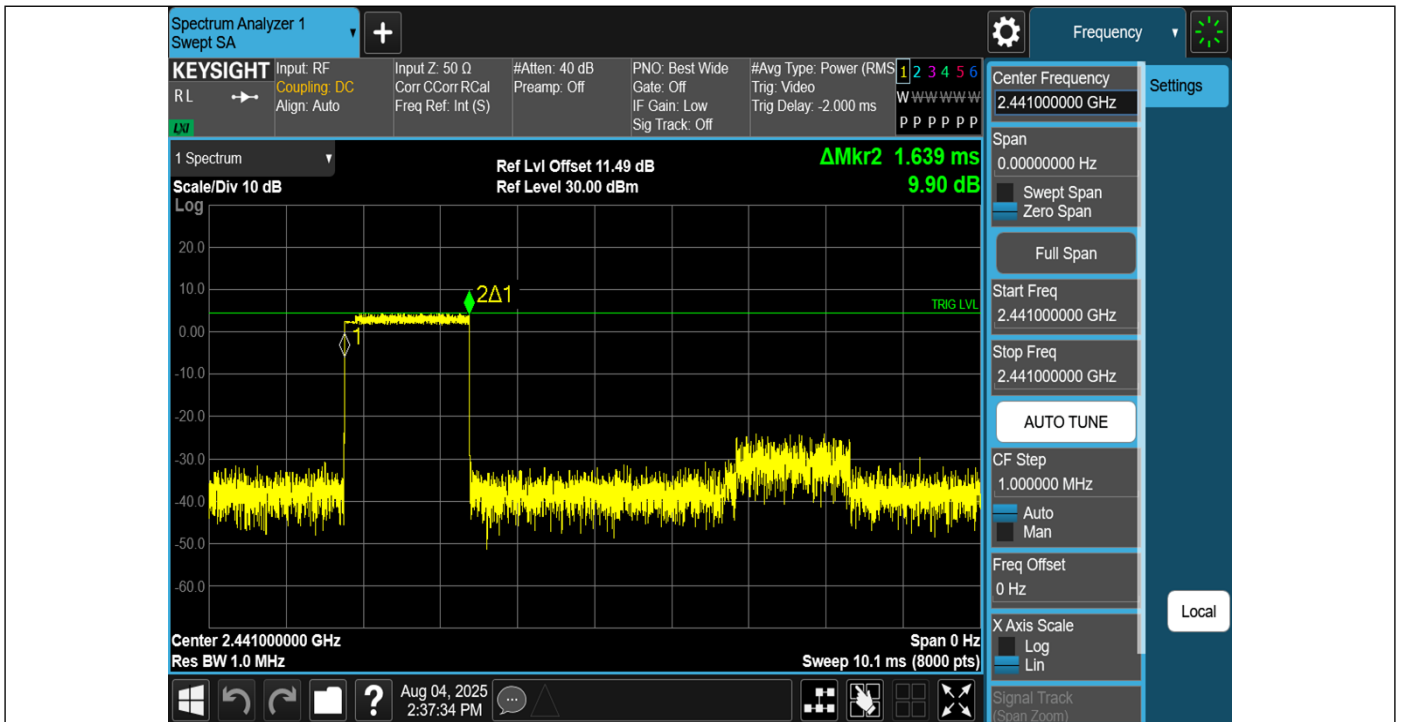 Spectrum Analyzer 1
Swept SA
Frequency
KEYSIGHT
RL
LXI
Input: RF
Coupling: DC
Align: Auto
Input Z: 50 Ω
Corr CCorr RCal
Freq Ref: Int (S)
#Atten: 40 dB
Preamp: Off
PNO: Best Wide
Gate: Off
IF Gain: Low
Sig Track: Off
#Avg Type: Power (RMS
Trig: Video
Trig Delay: -2.000 ms
1 2 3 4 5 6
W W W W W W
P P P P P P
1 Spectrum
Scale/Div 10 dB
Log
Ref Lvl Offset 11.49 dB
Ref Level 30.00 dBm
ΔMkr2 1.639 ms
9.90 dB
20.0
10.0
0.00
-10.0
-20.0
-30.0
-40.0
-50.0
-60.0
2Δ1
1
TRIG LVL
Center 2.441000000 GHz
Res BW 1.0 MHz
Span 0 Hz
Sweep 10.1 ms (8000 pts)
?
Aug 04, 2025
2:37:34 PM
Center Frequency
2.441000000 GHz
Span
0.00000000 Hz
Swept Span
Zero Span
Full Span
Start Freq
2.441000000 GHz
Stop Freq
2.441000000 GHz
AUTO TUNE
CF Step
1.000000 MHz
Auto
Man
Freq Offset
0 Hz
X Axis Scale
Log
Lin
Signal Track
(Span Zoom)
Settings
Local